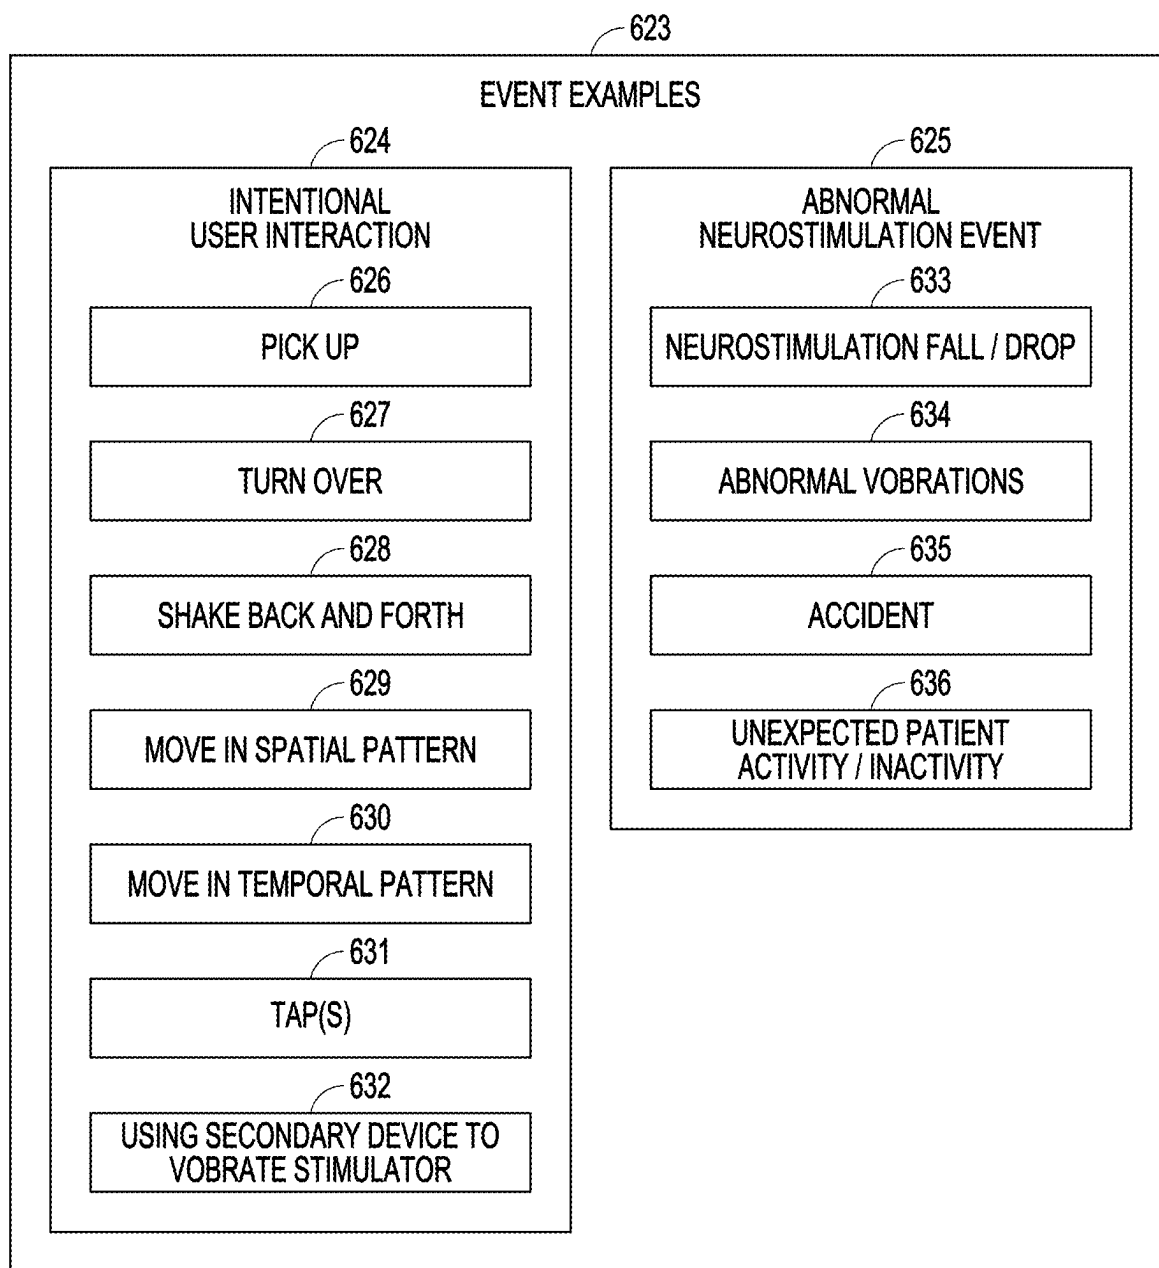 623
EVENT EXAMPLES
624
INTENTIONAL
USER INTERACTION
626
PICK UP
627
TURN OVER
628
SHAKE BACK AND FORTH
629
MOVE IN SPATIAL PATTERN
630
MOVE IN TEMPORAL PATTERN
631
TAP(S)
632
USING SECONDARY DEVICE TO
VOBRATE STIMULATOR
625
ABNORMAL
NEUROSTIMULATION EVENT
633
NEUROSTIMULATION FALL / DROP
634
ABNORMAL VOBRATIONS
635
ACCIDENT
636
UNEXPECTED PATIENT
ACTIVITY / INACTIVITY